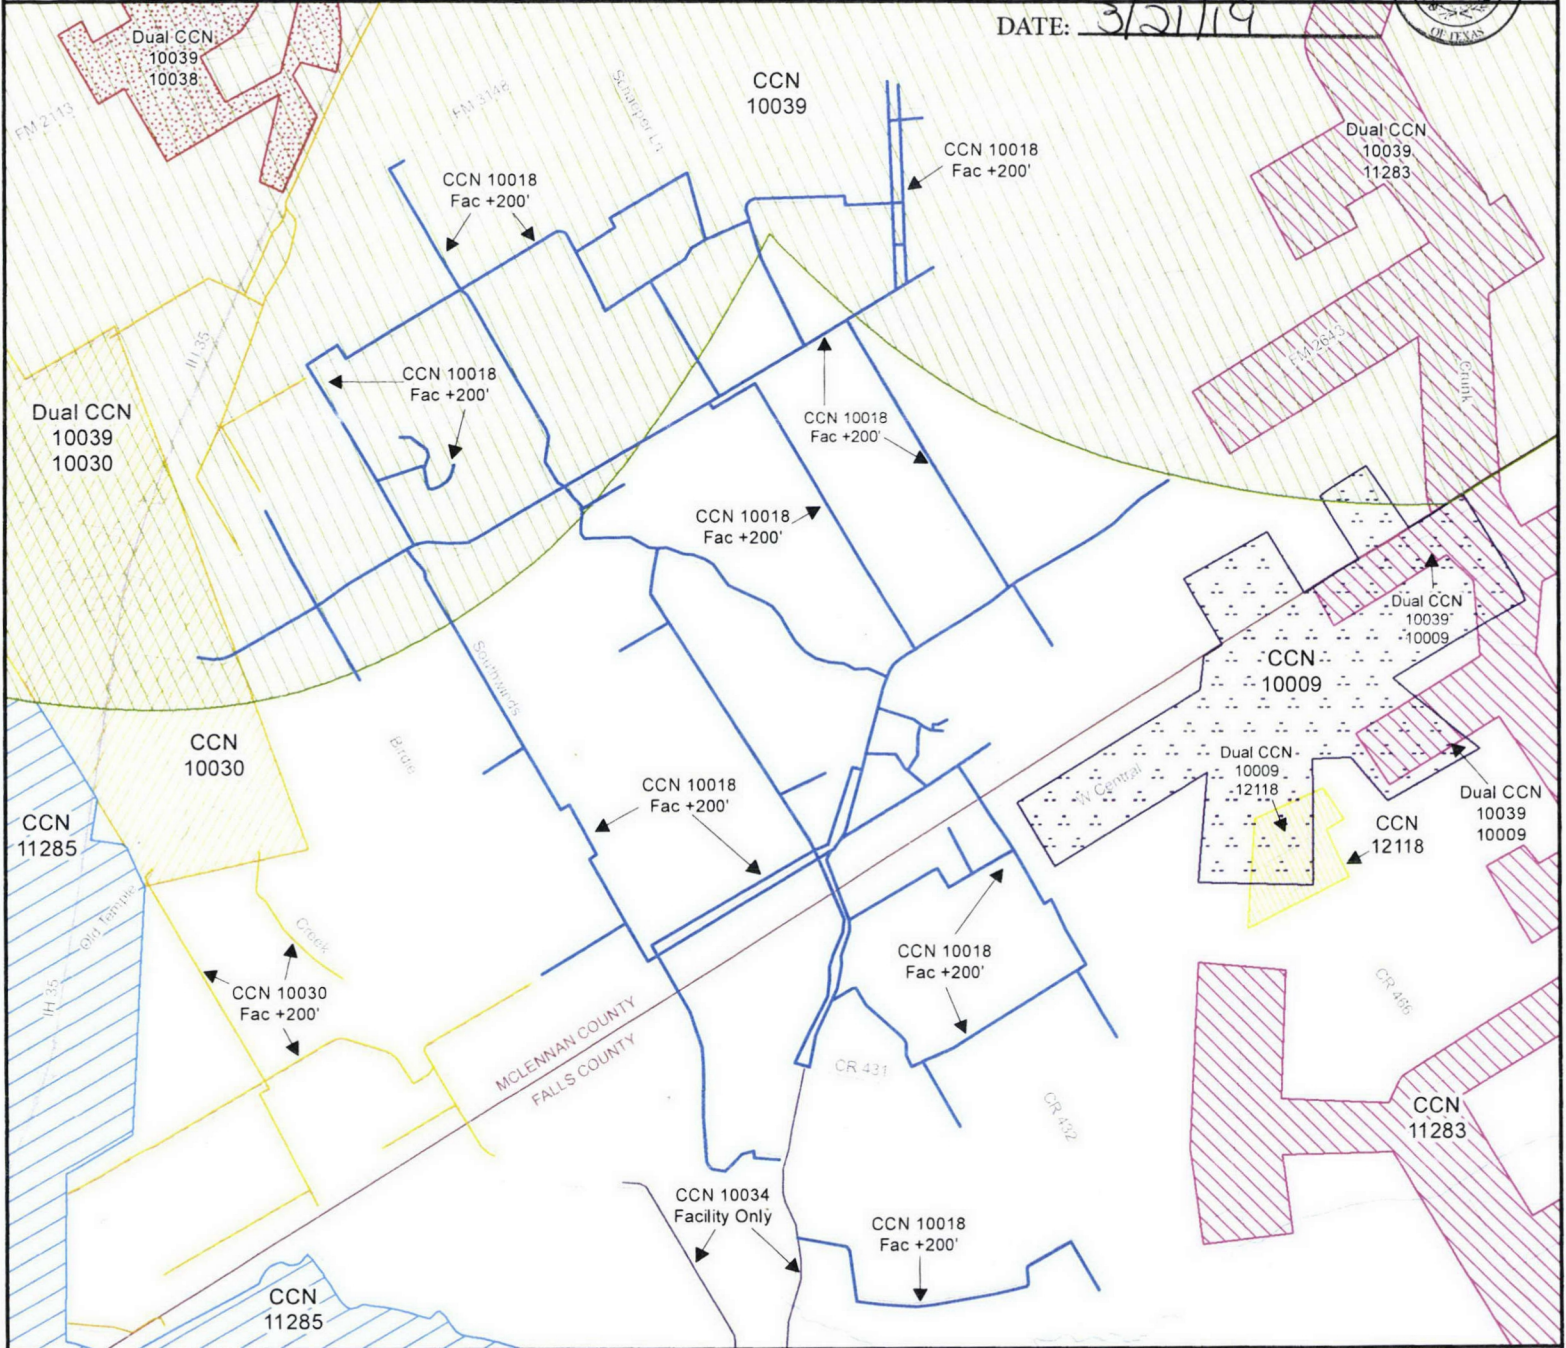 DATE: 3/21/19
OF TEXAS
Dual CCN
10039
10038
FM 2113
FM 3148
CCN
10039
Dual CCN
10039
11283
CCN 10018
Fac +200'
CCN 10018
Fac +200'
FM 2643
Crunk
IH 35
CCN 10018
Fac +200'
Dual CCN
10039
10030
CCN 10018
Fac +200'
CCN 10018
Fac +200'
Dual CCN
10039
10009
CCN
10009
Southwinds
Birdie
CCN
10030
Dual CCN
10009
12118
W Central
CCN 10018
Fac +200'
Dual CCN
10039
10009
CCN
11285
CCN
12118
Old Temple
Creek
CCN 10018
Fac +200'
CCN 10030
Fac +200'
IH 35
CR 466
MCLENNAN COUNTY
FALLS COUNTY
CR 431
CR 432
CCN
11283
CCN 10034
Facility Only
CCN 10018
Fac +200'
CCN
11285